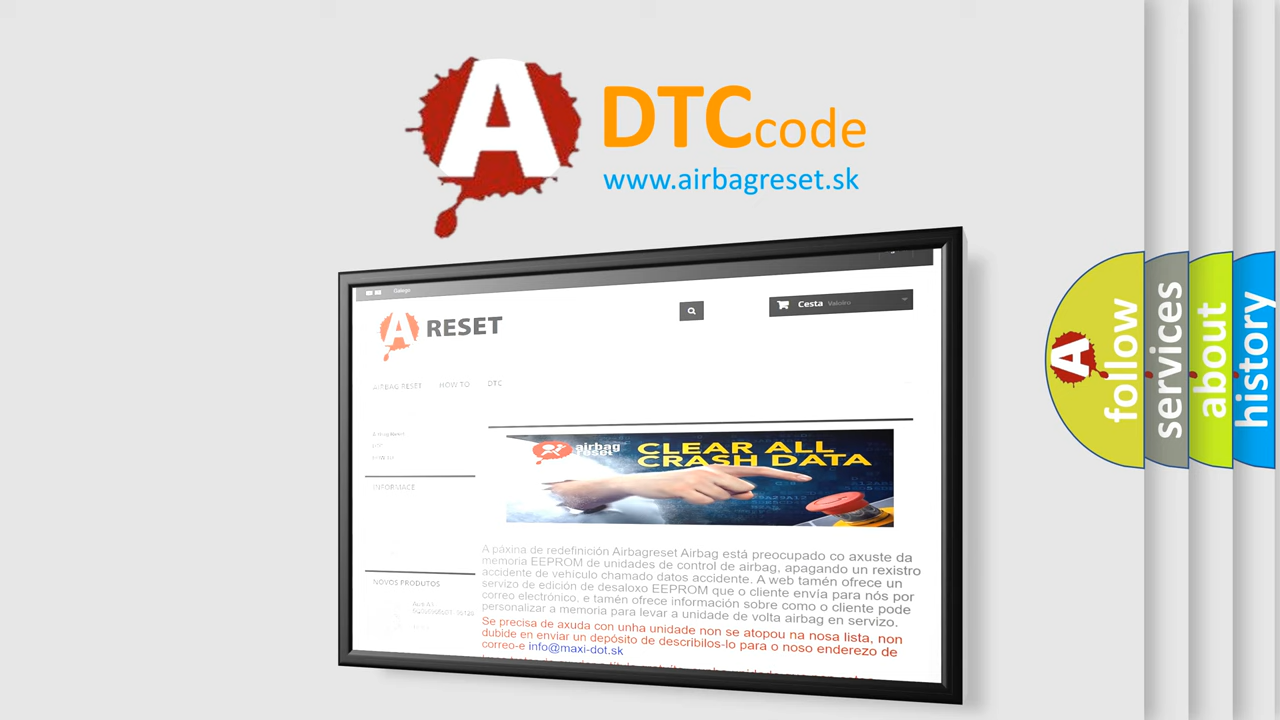 A
DTC code
www.airbagreset.sk
Galego
A RESET
Cesta
AIRBAG RESET HOW TO DTC
INFORMACE
airbag reset
CLEAR ALL
CRASH DATA
A páxina de redefinición Airbagreset Airbag está preocupado co axuste da
memoria EEPROM de unidades de control de airbag, apagando un rexistro
accidente de vehículo chamado datos accidente. A web tamén ofrece un
servizo de edición de desaloxo EEPROM que o cliente envía para nós por
correo electrónico, e tamén ofrece información sobre como o cliente pode
personalizar a memoria para levar a unidade de volta airbag en servizo.
Se precisa de axuda con unha unidade non se atopou na nosa lista, non
dubide en enviar un depósito de describilos-lo para o noso enderezo de
correo-e info@maxi-dot.sk
NOVOS PRODUTOS
A
follow
services
about
history